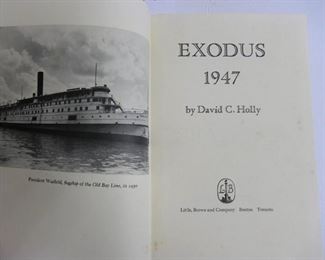 President Warfield, flagship of the Old Bay Line, in 1930
EXODUS
1947
by David C. Holly
L B
Little, Brown and Company Boston Toronto